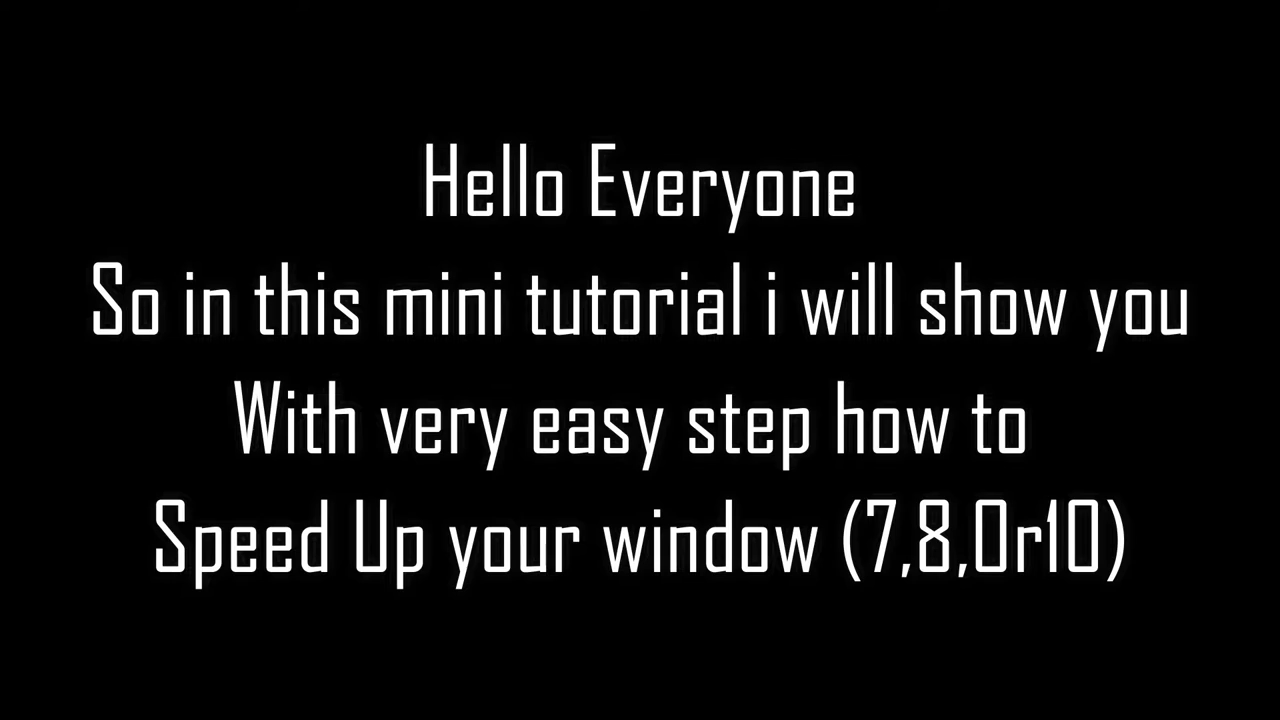 Hello Everyone
So in this mini tutorial i will show you
With very easy step how to
Speed Up your window (7,8,Or10)